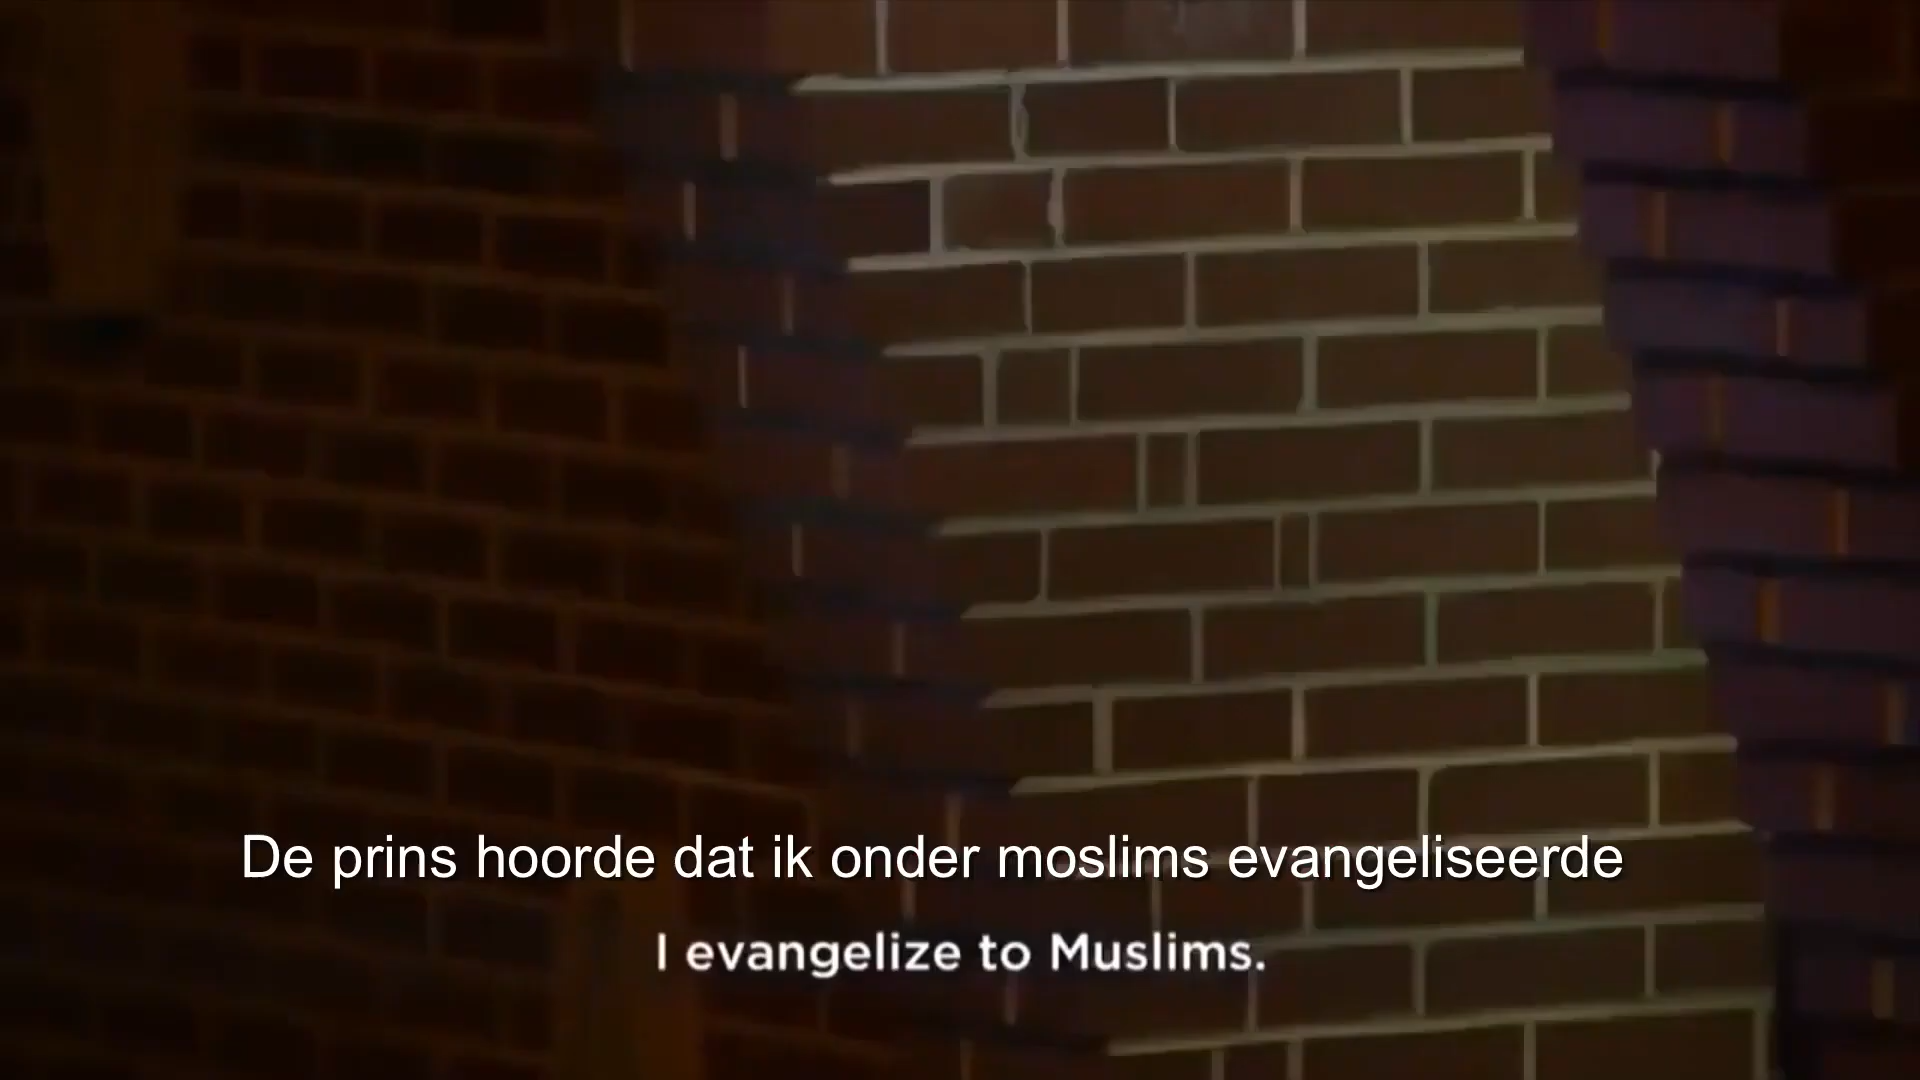 De prins hoorde dat ik onder moslims evangeliseerde
I evangelize to Muslims.